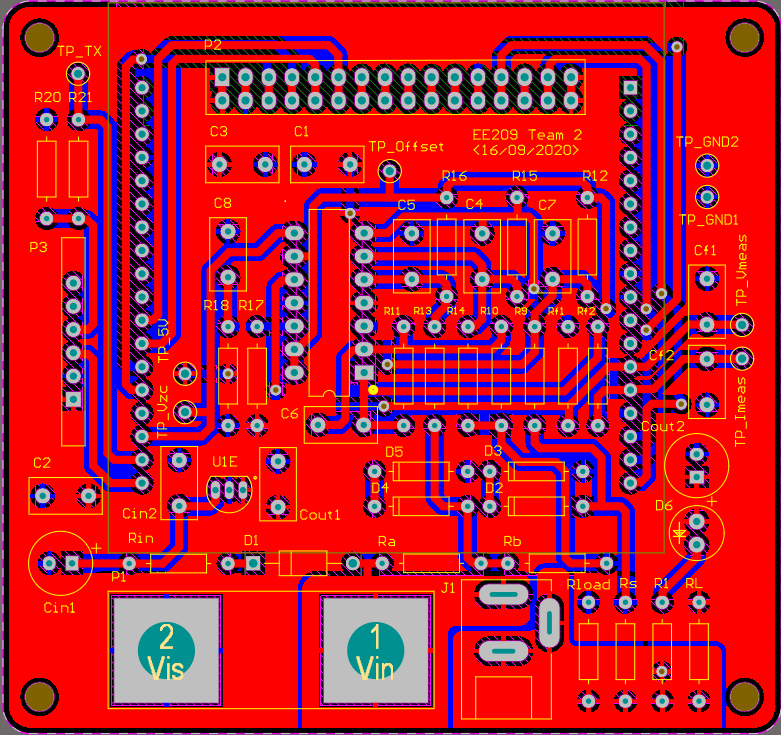 P2
TP_TX
R20 R21
C3
C1
TP_Offset
EE209 Team 2
<16/09/2020>
TP_GND2
TP_GND1
R16
R15
R12
C8
C5
C4
C7
P3
Cf1
TP_Vmeas
R18 R17
R11
R13
R14
R10
R9
Rf1
Rf2
TP_5V
Cf2
TP_Vzc
TP_Imeas
C6
Cout2
C2
U1E
D5
D3
D4
D2
Cin2
Cout1
D6
+
Rin
D1
Ra
Rb
+
P1
Cin1
J1
Rload
Rs
R1
RL
2
Vis
1
Vin